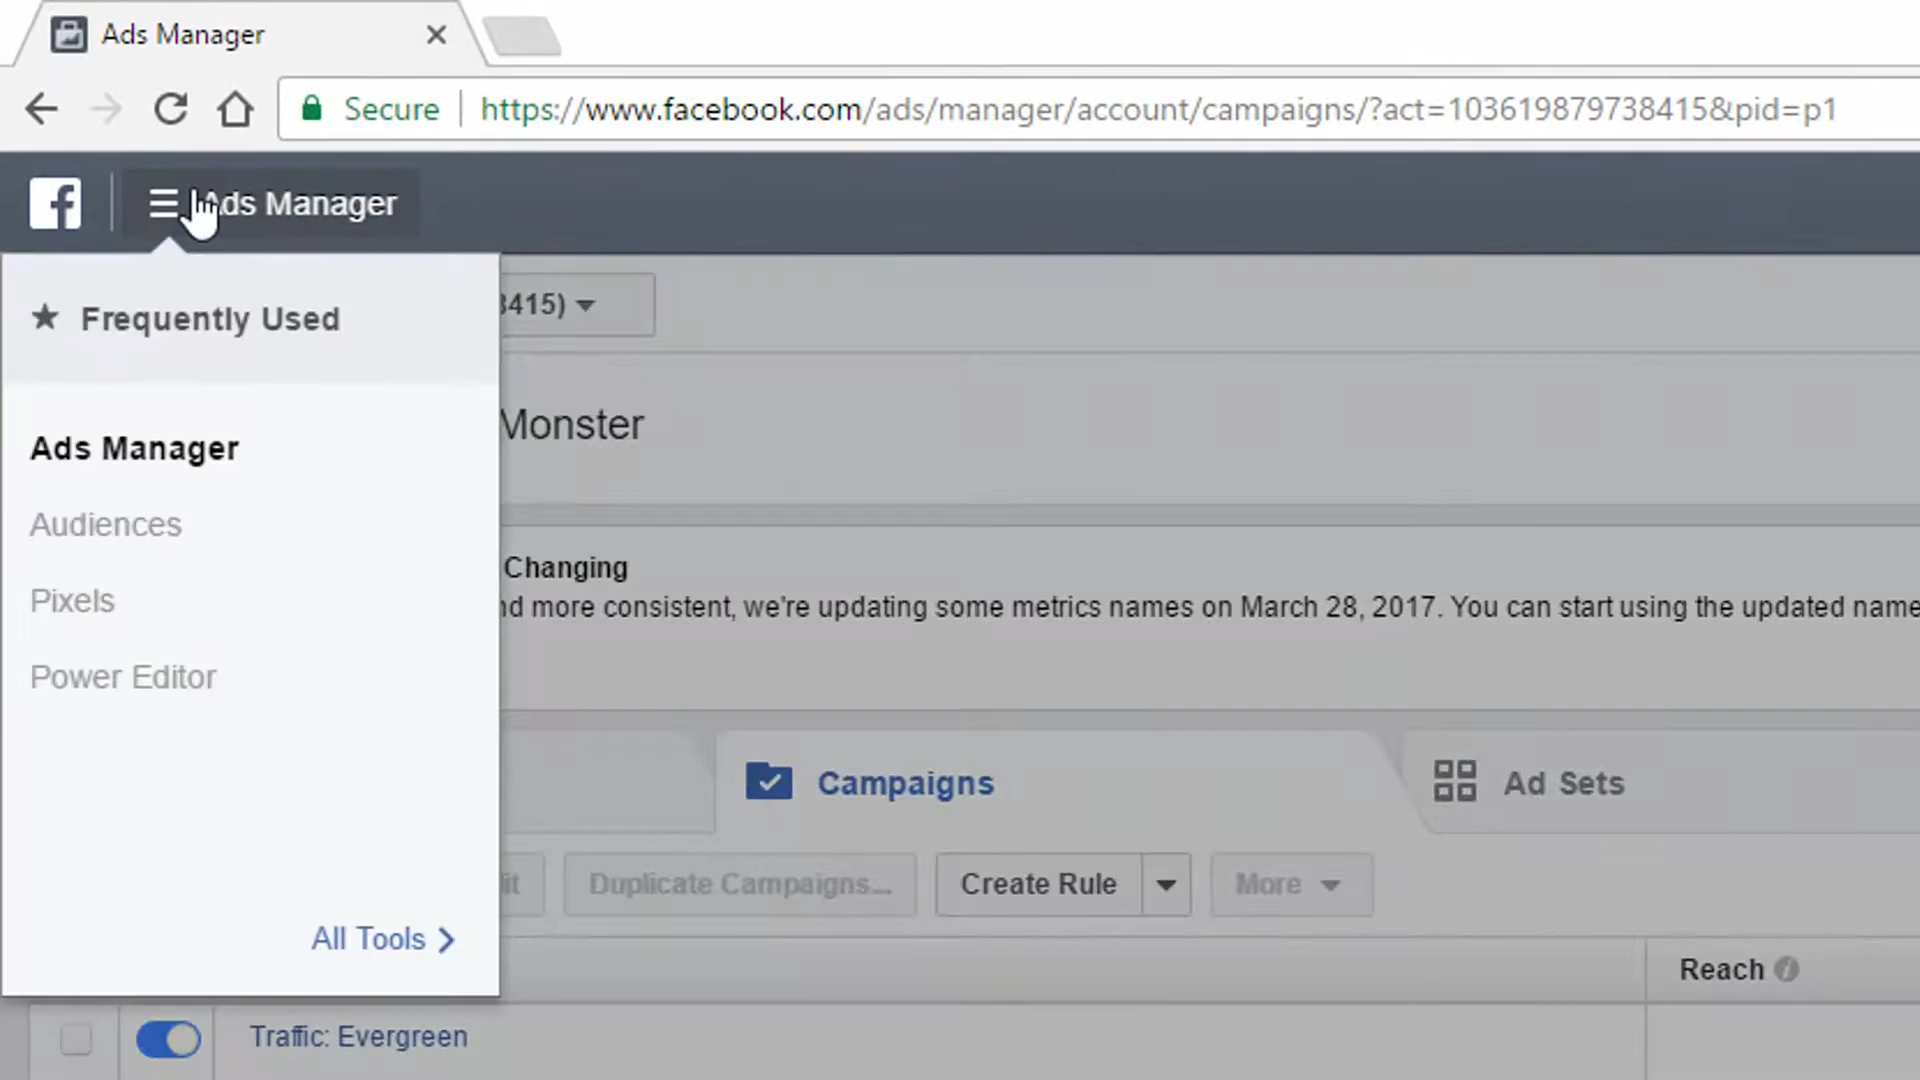 Ads Manager
Secure
https://www.facebook.com/ads/manager/account/campaigns/?act=103619879738415&pid=p1
Ads Manager
Frequently Used
Ads Manager
Audiences
Pixels
Power Editor
All Tools
3415)
Monster
Changing
more consistent, we're updating some metrics names on March 28, 2017. You can start using the updated name
Campaigns
Ad Sets
Duplicate Campaigns...
Create Rule
More
Reach
Traffic: Evergreen